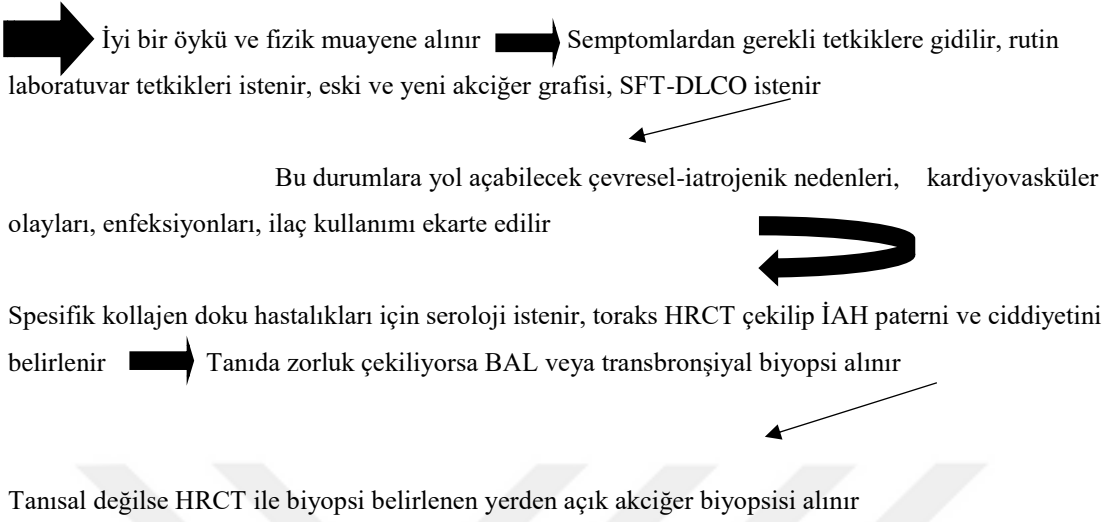 İyi bir öykü ve fizik muayene alınır Semptomlardan gerekli tetkiklere gidilir, rutin
laboratuvar tetkikleri istenir, eski ve yeni akciğer grafisi, SFT-DLCO istenir
Bu durumlara yol açabilecek çevresel-iatrojenik nedenleri, kardiyovasküler
olayları, enfeksiyonları, ilaç kullanımı ekarte edilir
Spesifik kollajen doku hastalıkları için seroloji istenir, toraks HRCT çekilip İAH paterni ve ciddiyetini
belirlenir Tanıda zorluk çekiliyorsa BAL veya transbronşiyal biyopsi alınır
Tanısal değilse HRCT ile biyopsi belirlenen yerden açık akciğer biyopsisi alınır